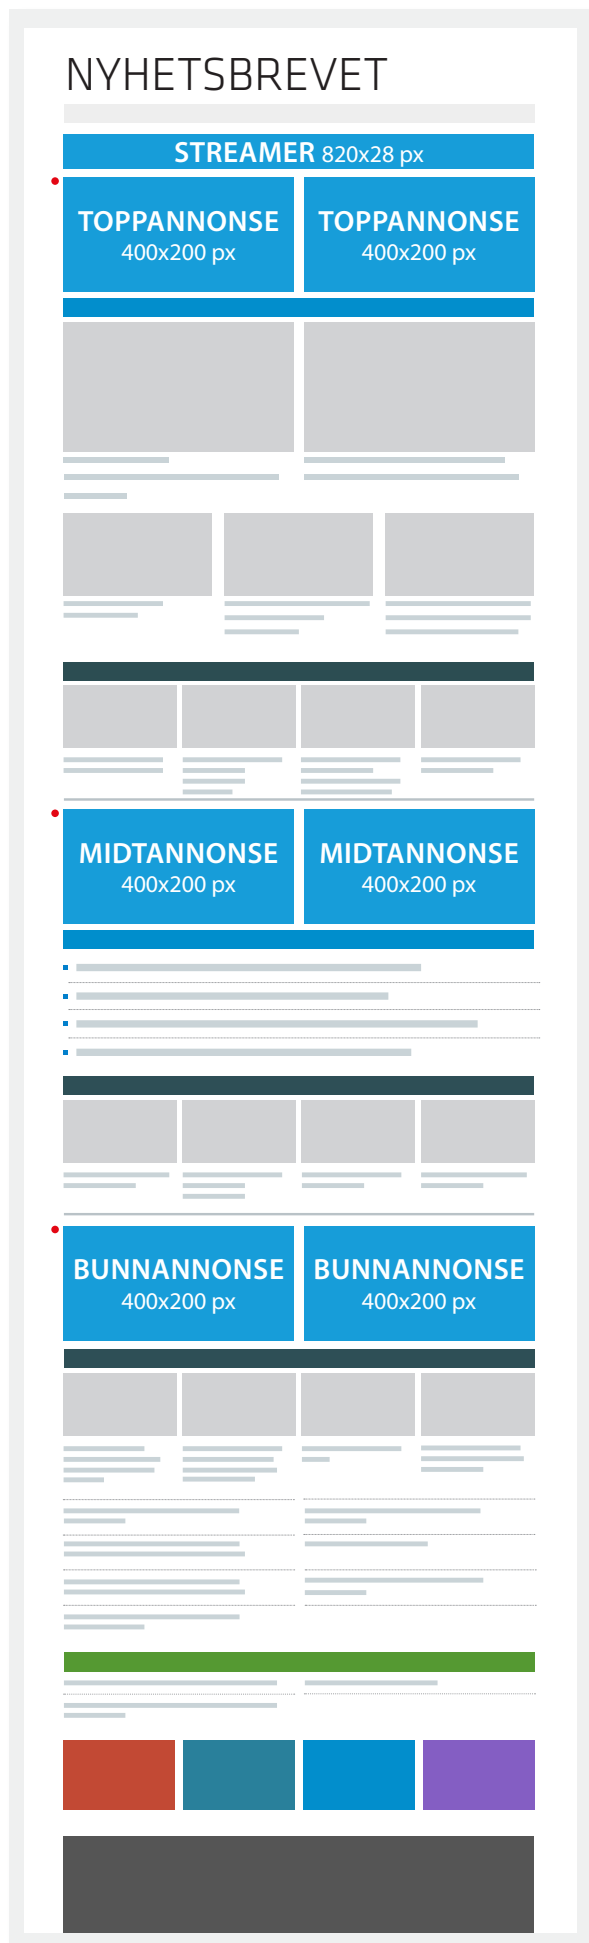 NYHETSBREVET
STREAMER 820x28 px
TOPPANNONSE TOPPANNONSE
400x200 px 400x200 px
MIDTANNONSE MIDTANNONSE
400x200 px 400x200 px
BUNNANNONSE BUNNANNONSE
400x200 px 400x200 px